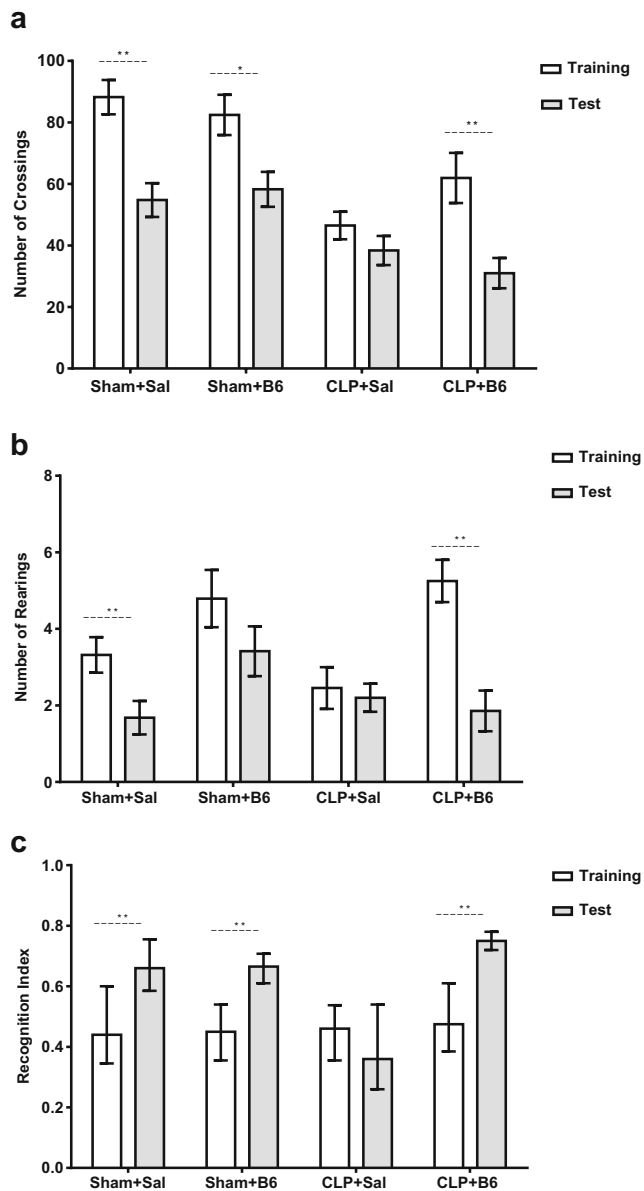 a
** * **
Training
Test
Number of Crossings
100
80
60
40
20
0
Sham+Sal Sham+B6 CLP+Sal CLP+B6
b
** **
Training
Test
Number of Rearings
8
6
4
2
0
Sham+Sal Sham+B6 CLP+Sal CLP+B6
c
** ** **
Training
Test
Recognition Index
1.0
0.8
0.6
0.4
0.2
0.0
Sham+Sal Sham+B6 CLP+Sal CLP+B6